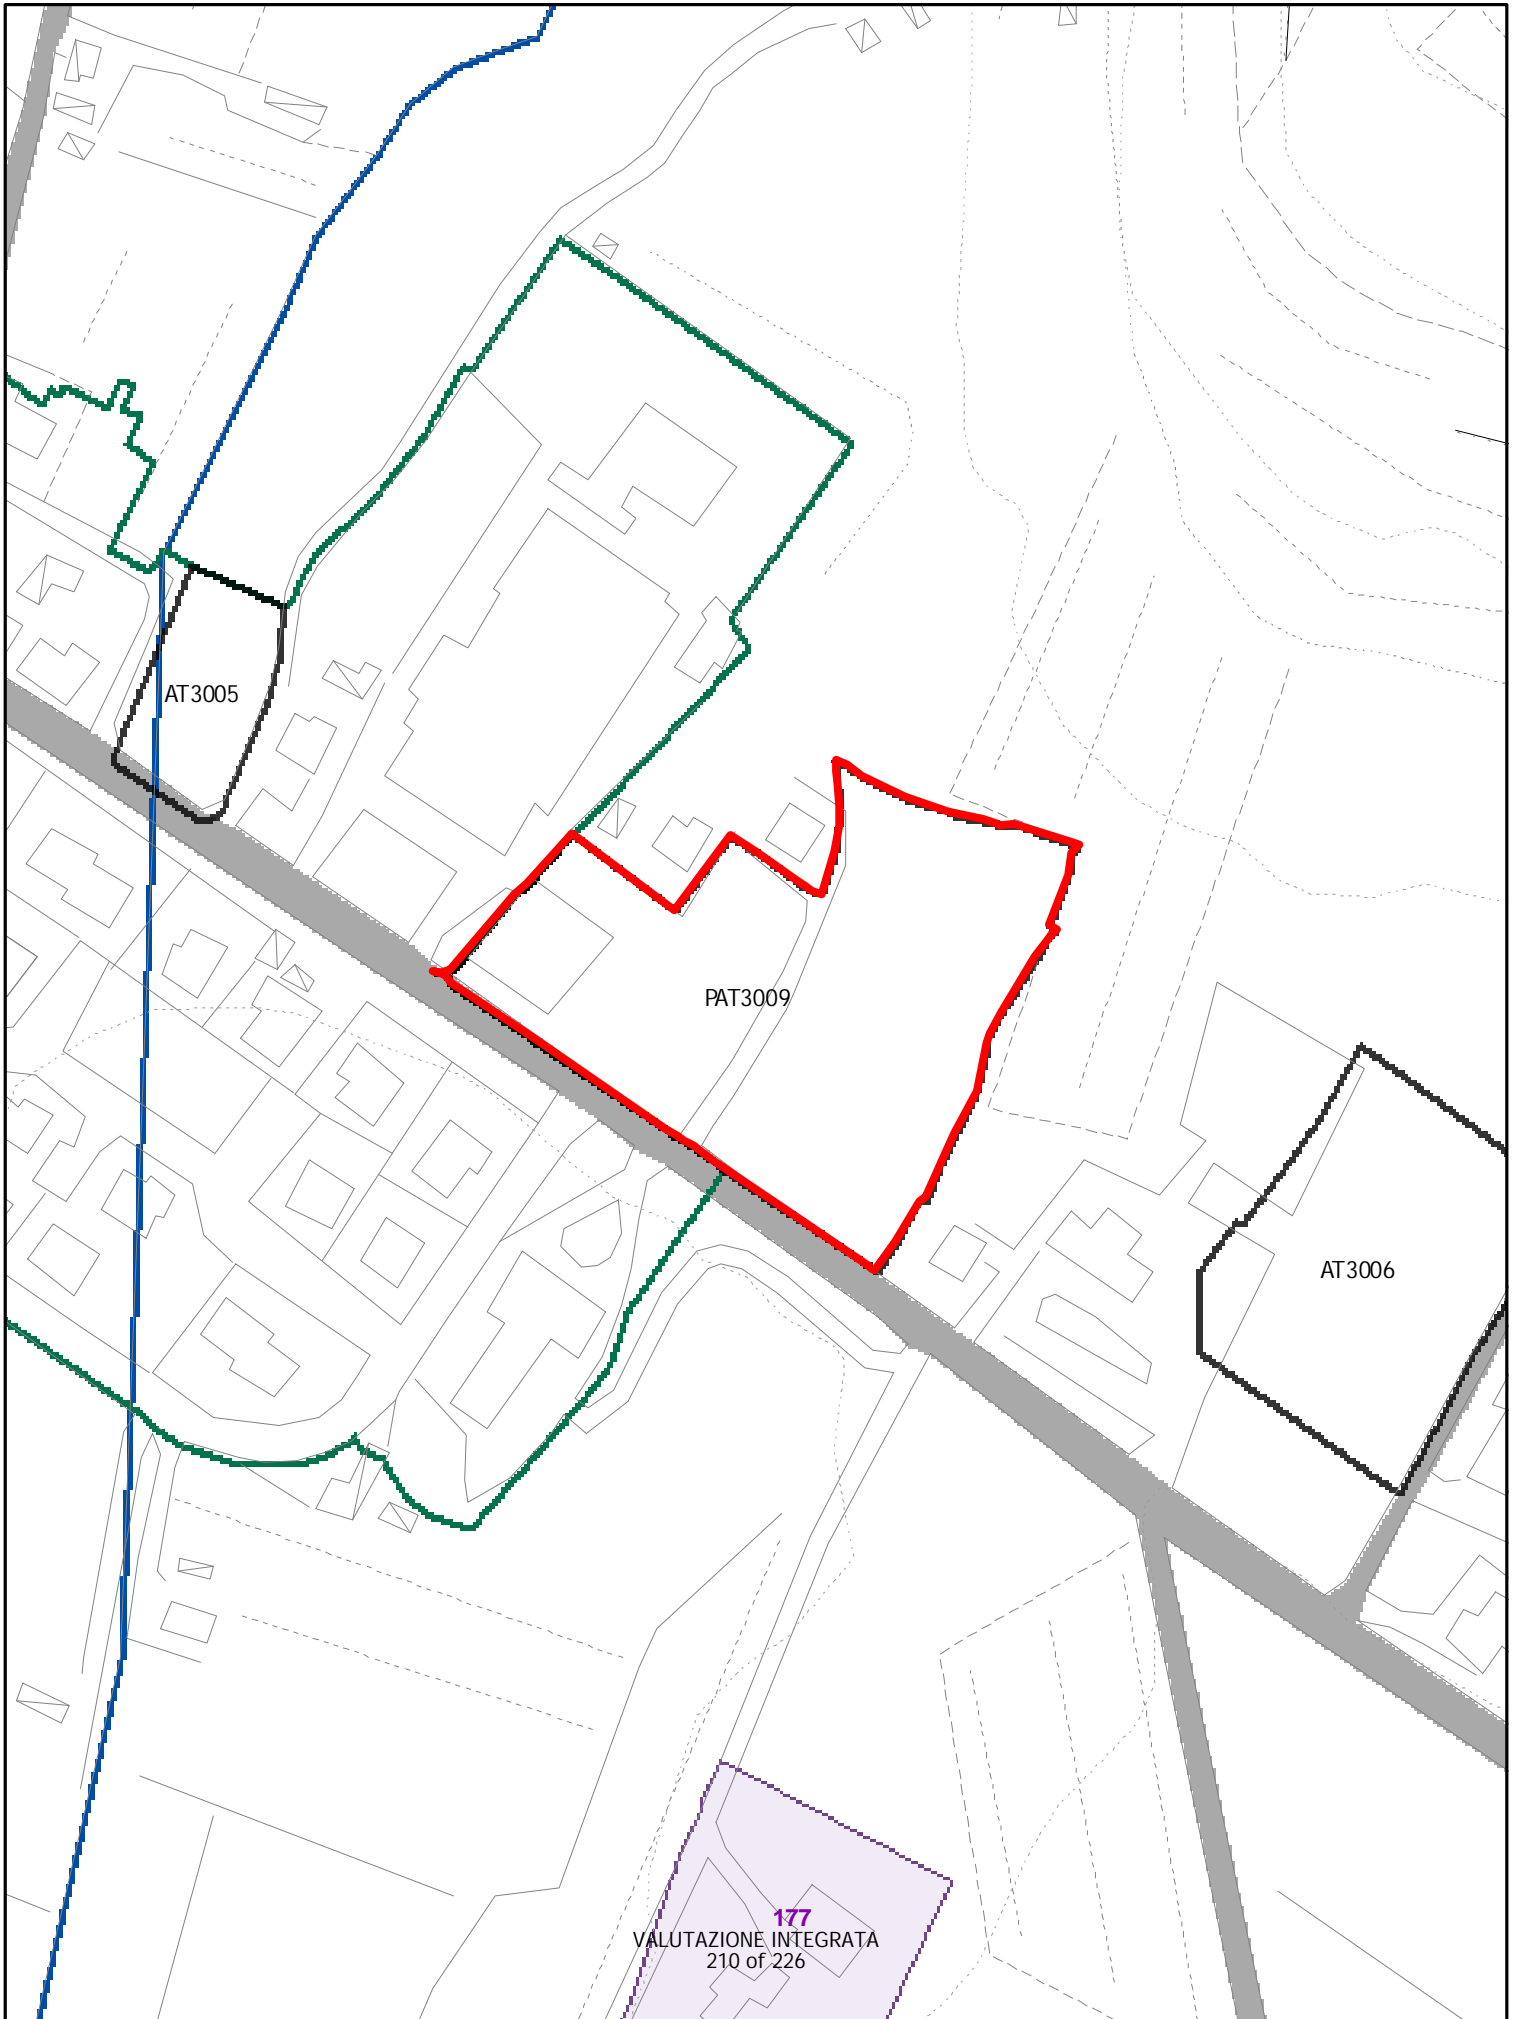 AT3005
PAT3009
AT3006
177
VALUTAZIONE INTEGRATA
210 of 226